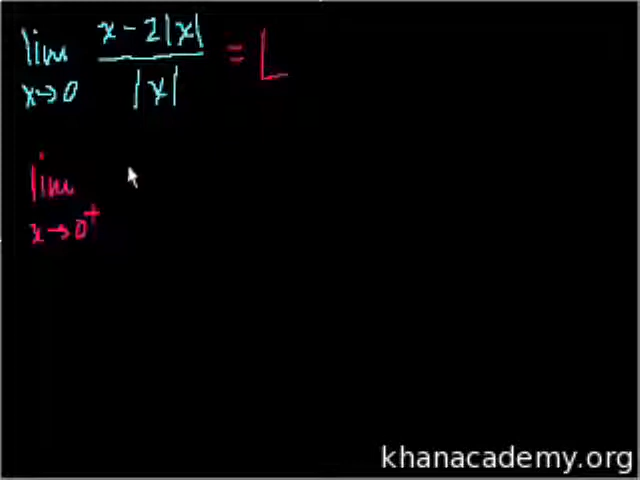 lim x→0 x-2|x| / |x| = L
lim x→0+
khanacademy.org